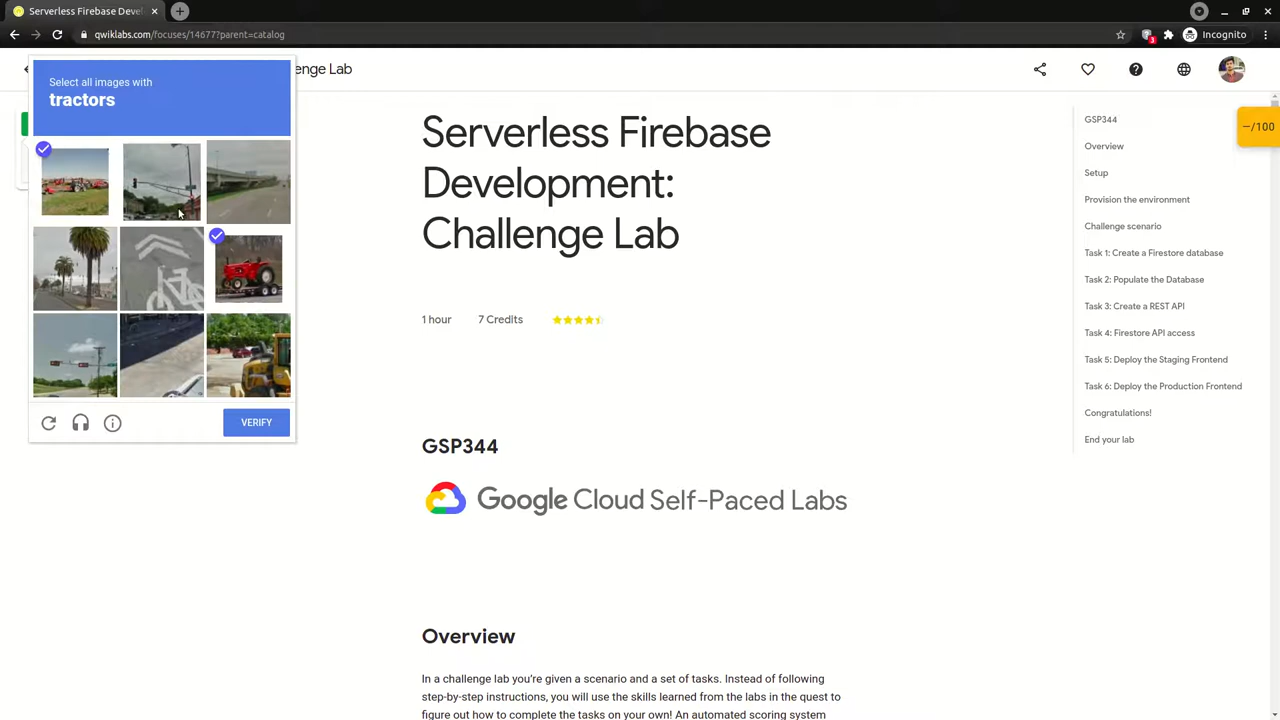 Serverless Firebase Deve
qwiklabs.com/focuses/14677?parent=catalog
3
Incognito
enge Lab
Select all images with
tractors
VERIFY
Serverless Firebase
Development:
Challenge Lab
1 hour
7 Credits
GSP344
Google Cloud Self-Paced Labs
Overview
In a challenge lab you're given a scenario and a set of tasks. Instead of following
step-by-step instructions, you will use the skills learned from the labs in the quest to
figure out how to complete the tasks on your own! An automated scoring system
GSP344
Overview
Setup
Provision the environment
Challenge scenario
Task 1: Create a Firestore database
Task 2: Populate the Database
Task 3: Create a REST API
Task 4: Firestore API access
Task 5: Deploy the Staging Frontend
Task 6: Deploy the Production Frontend
Congratulations!
End your lab
—/100